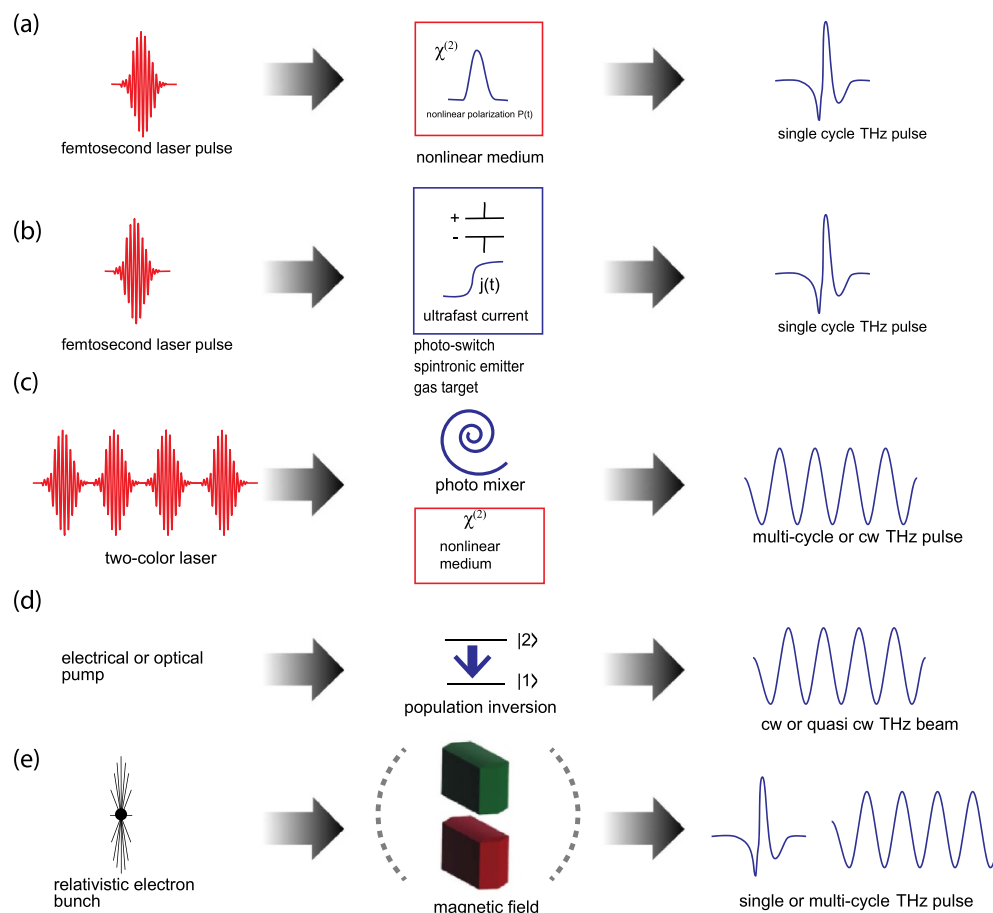 (a)
χ(2)
nonlinear polarization P(t)
femtosecond laser pulse
nonlinear medium
single cycle THz pulse
(b)
+
-
j(t)
ultrafast current
femtosecond laser pulse
single cycle THz pulse
photo-switch
spintronic emitter
gas target
(c)
photo mixer
χ(2)
nonlinear
medium
two-color laser
multi-cycle or cw THz pulse
(d)
electrical or optical
pump
|2⟩
|1⟩
population inversion
cw or quasi cw THz beam
(e)
relativistic electron
bunch
magnetic field
single or multi-cycle THz pulse